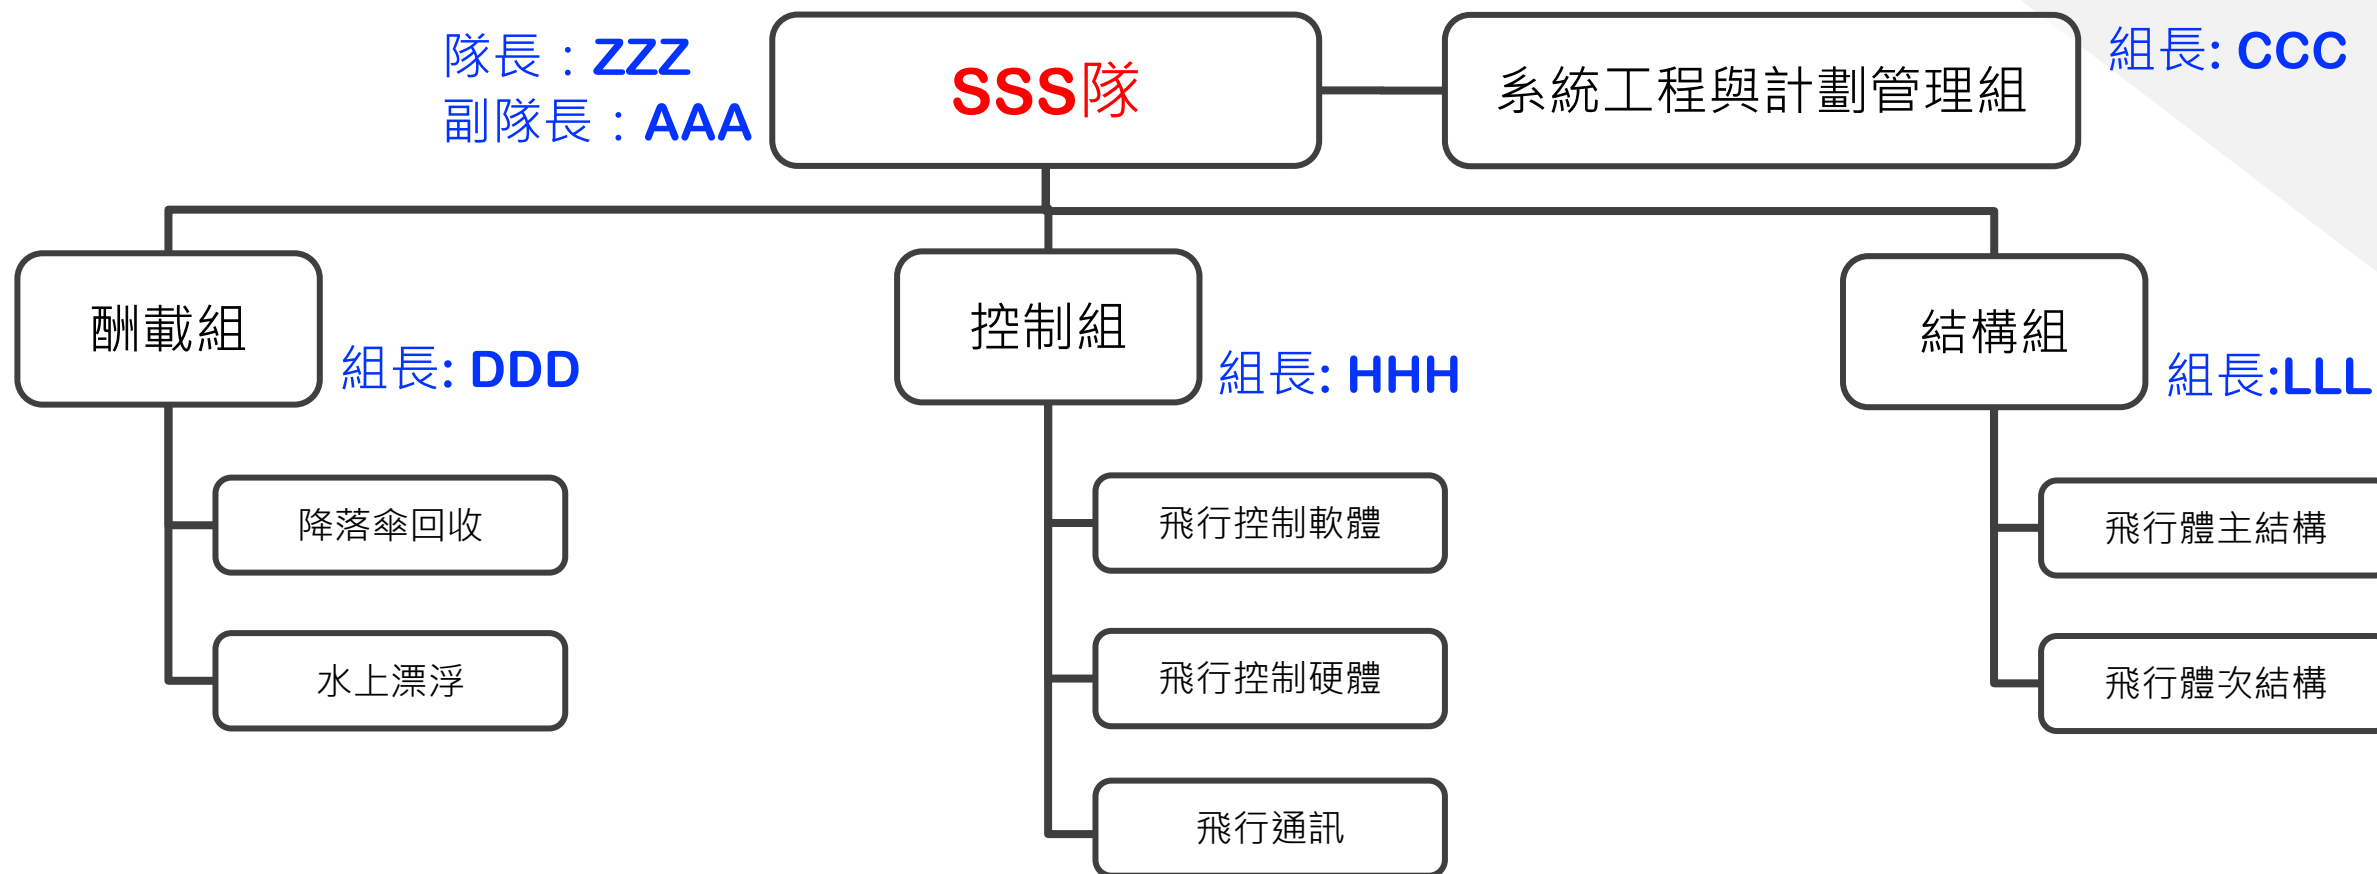 隊長：ZZZ
副隊長：AAA
SSS隊
系統工程與計劃管理組
組長: CCC
酬載組
組長: DDD
控制組
組長: HHH
結構組
組長:LLL
降落傘回收
飛行控制軟體
飛行體主結構
水上漂浮
飛行控制硬體
飛行體次結構
飛行通訊